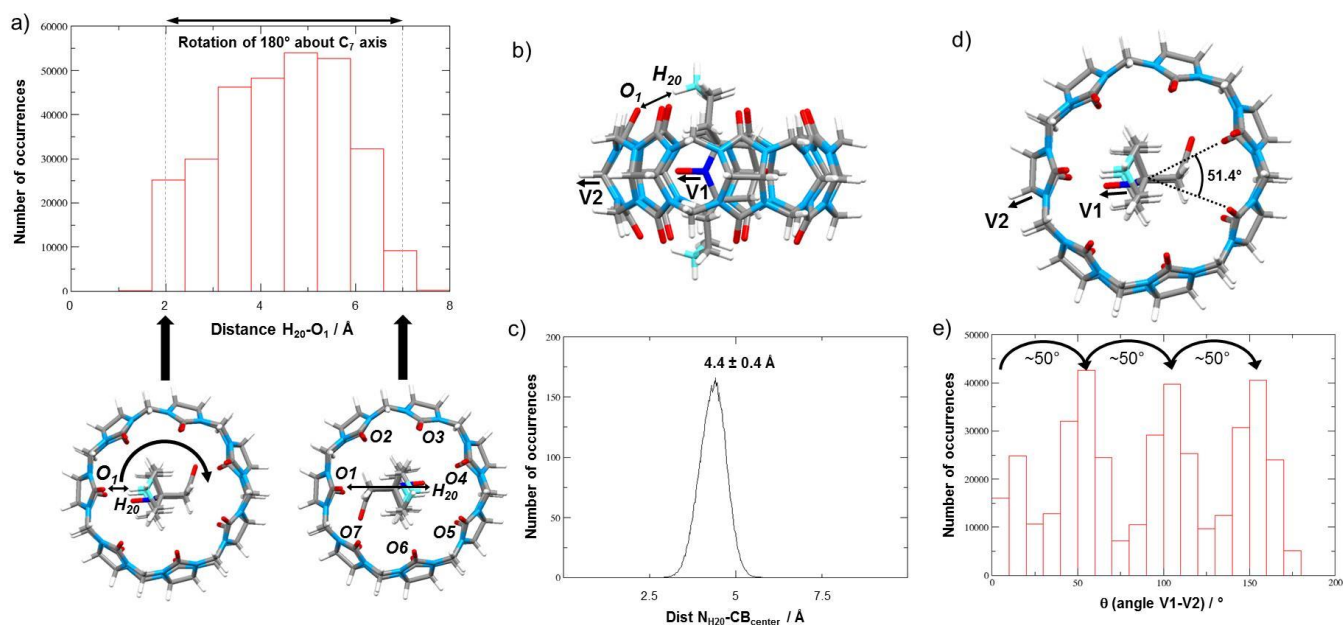 a)
Rotation of 180° about C7 axis
Number of occurrences
60000
50000
40000
30000
20000
10000
0
0 2 4 6 8
Distance H20-O1 / Å
O1
H20
O1
O2
O3
O4
H20
O5
O6
O7
b)
O1
H20
V2
V1
c)
4.4 ± 0.4 Å
Number of occurrences
200
150
100
50
0
2.5 5 7.5
Dist NH20-CBcenter / Å
d)
51.4°
V1
V2
e)
~50° ~50° ~50°
Number of occurrences
50000
40000
30000
20000
10000
0
0 50 100 150 200
θ (angle V1-V2) / °